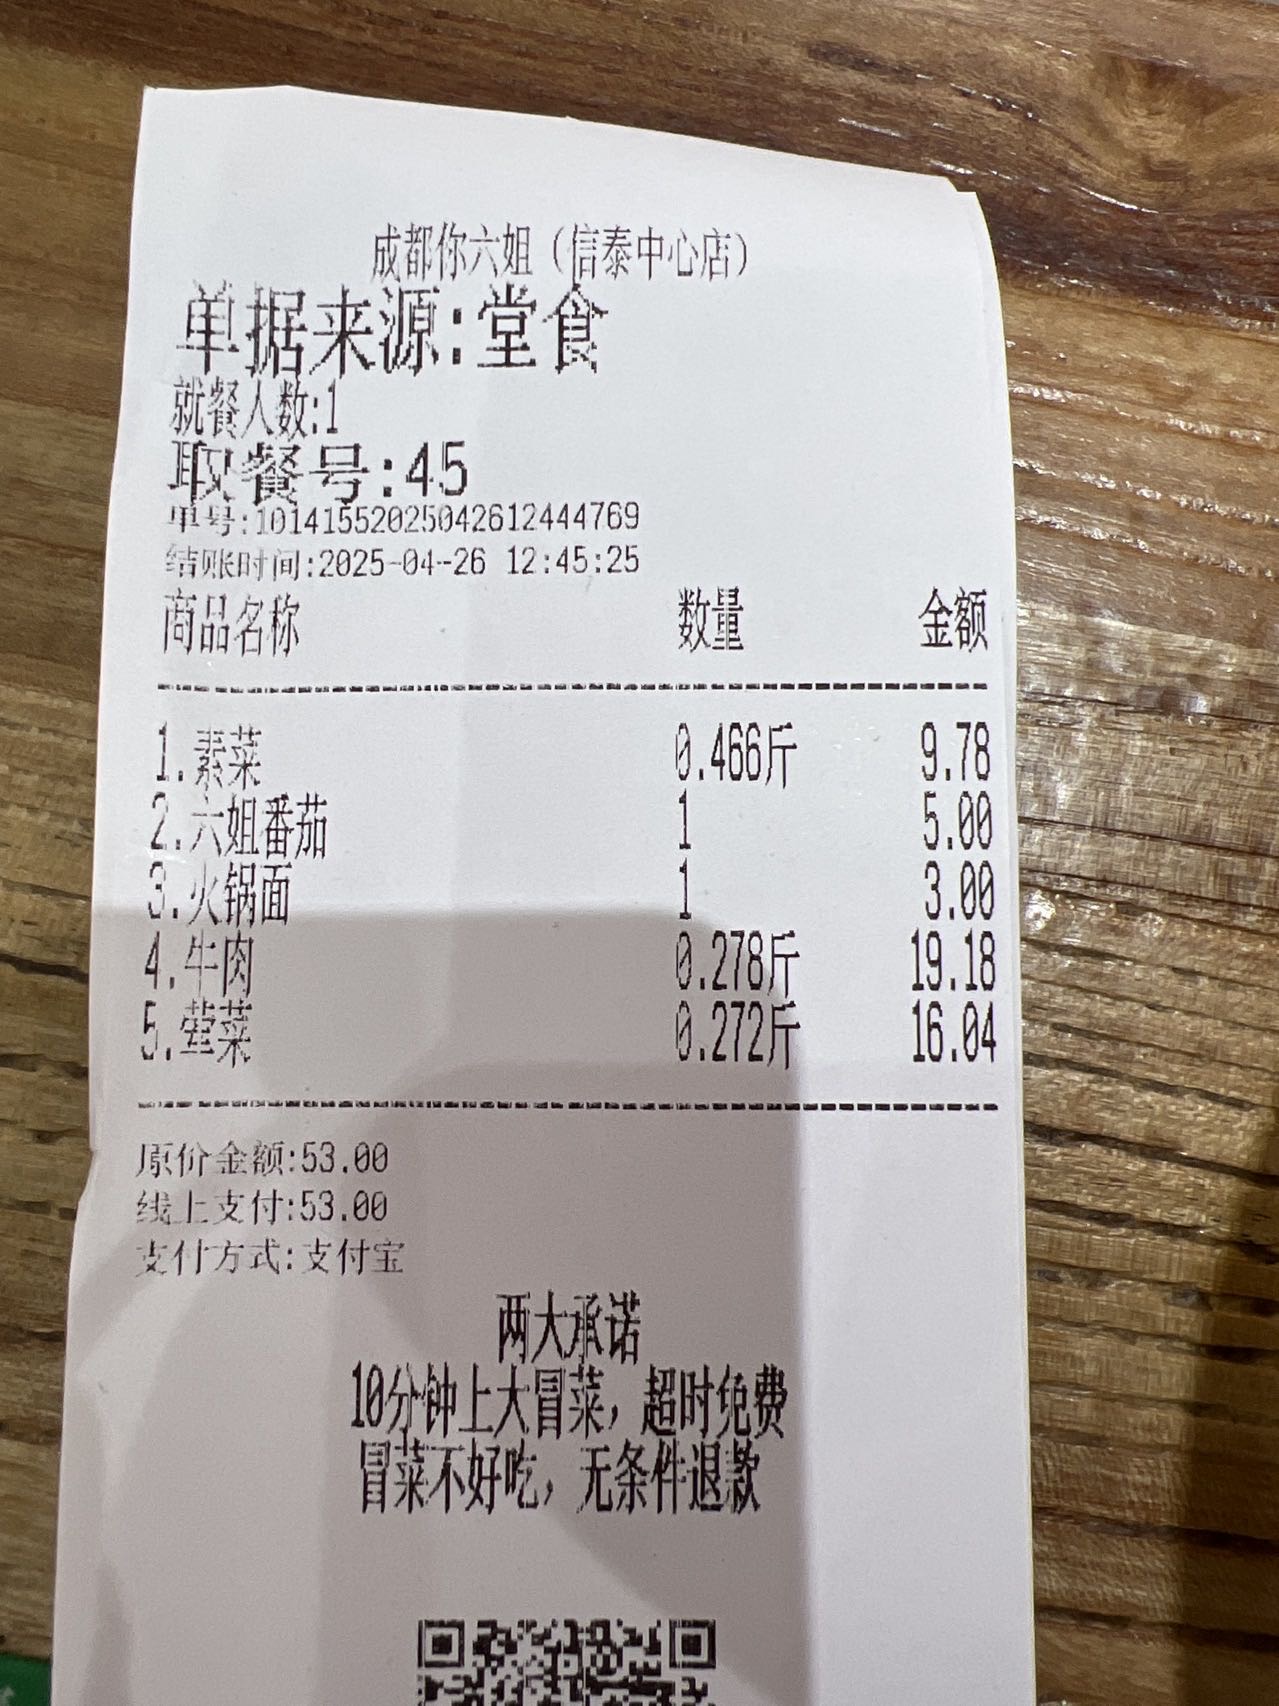 成都你六姐（信泰中心店）
单据来源:堂食
就餐人数:1
取餐号:45
单号:10141552025042612444769
结账时间:2025-04-26 12:45:25
商品名称 数量 金额
1.素菜 0.466斤 9.78
2.六姐番茄 1 5.00
3.火锅面 1 3.00
4.牛肉 0.278斤 19.18
5.荤菜 0.272斤 16.04
原价金额:53.00
线上支付:53.00
支付方式:支付宝
两大承诺
10分钟上大冒菜，超时免费
冒菜不好吃，无条件退款